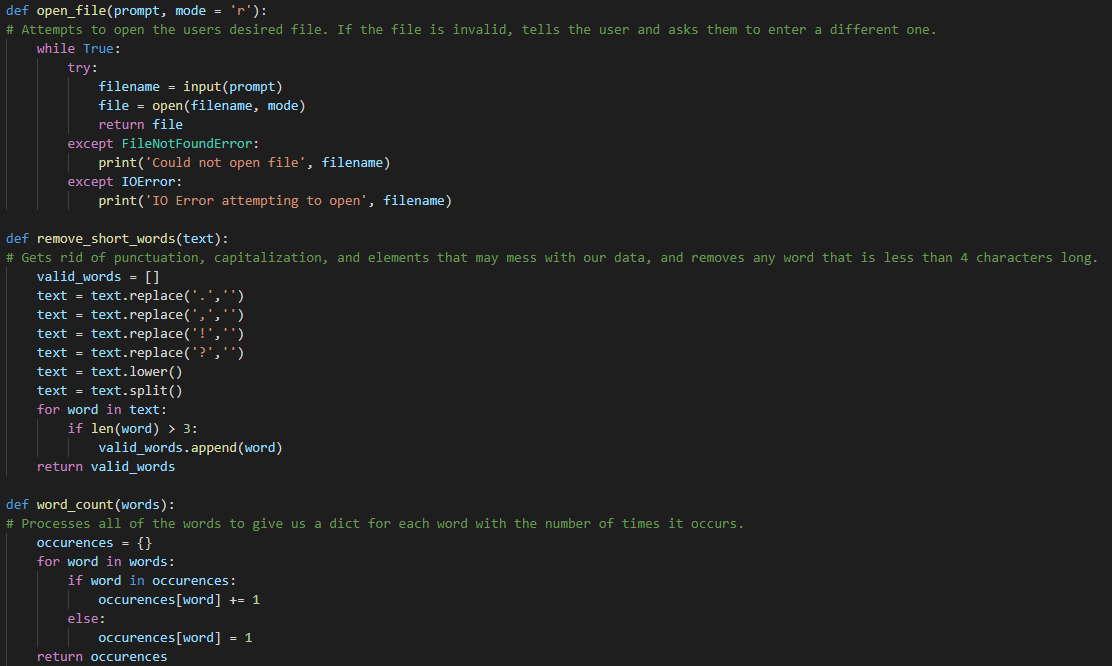 def open_file(prompt, mode = 'r'):
# Attempts to open the users desired file. If the file is invalid, tells the user and asks them to enter a different one.
    while True:
        try:
            filename = input(prompt)
            file = open(filename, mode)
            return file
        except FileNotFoundError:
            print('Could not open file', filename)
        except IOError:
            print('IO Error attempting to open', filename)

def remove_short_words(text):
# Gets rid of punctuation, capitalization, and elements that may mess with our data, and removes any word that is less than 4 characters long.
    valid_words = []
    text = text.replace('.','')
    text = text.replace(',','')
    text = text.replace('!','')
    text = text.replace('?','')
    text = text.lower()
    text = text.split()
    for word in text:
        if len(word) > 3:
            valid_words.append(word)
    return valid_words

def word_count(words):
# Processes all of the words to give us a dict for each word with the number of times it occurs.
    occurences = {}
    for word in words:
        if word in occurences:
            occurences[word] += 1
        else:
            occurences[word] = 1
    return occurences